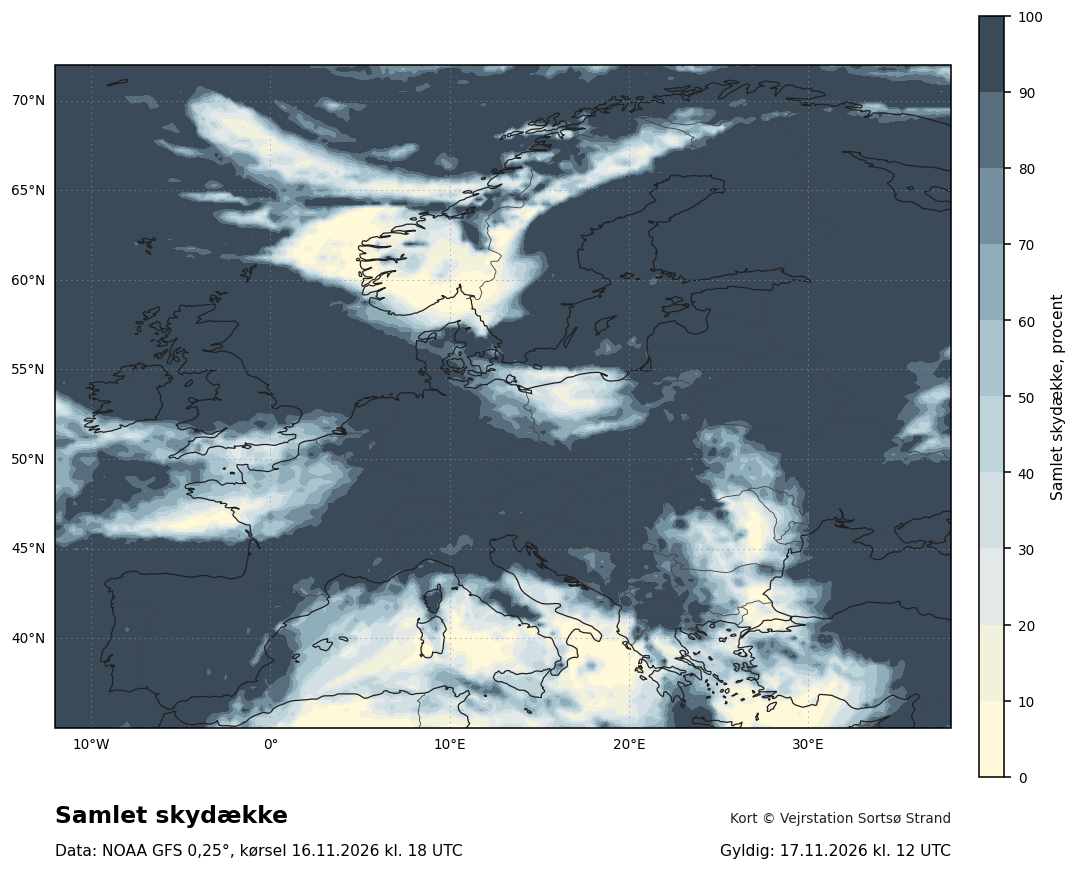 100
90
80
70
60
50
40
30
20
10
0
Samlet skydække, procent
70°N
65°N
60°N
55°N
50°N
45°N
40°N
10°W
0°
10°E
20°E
30°E
Samlet skydække
Kort © Vejrstation Sortsø Strand
Data: NOAA GFS 0,25°, kørsel 16.11.2026 kl. 18 UTC
Gyldig: 17.11.2026 kl. 12 UTC